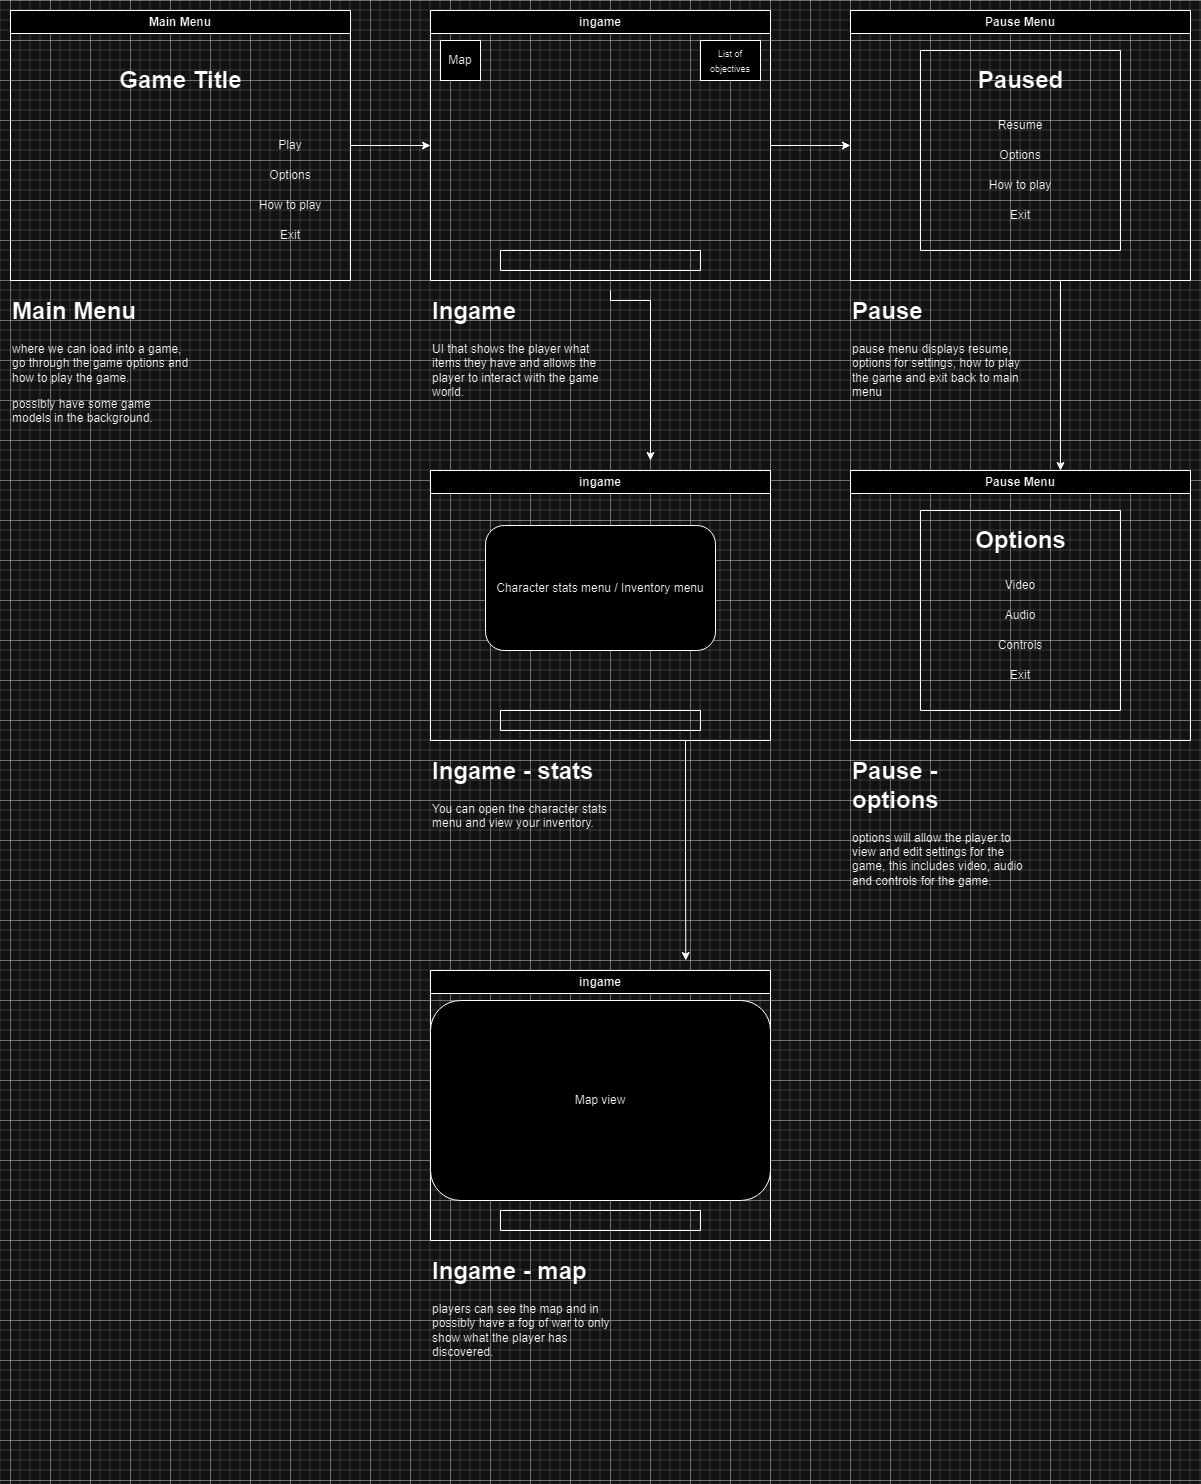 Main Menu
Game Title
Play
Options
How to play
Exit
Main Menu
where we can load into a game,
go through the game options and
how to play the game.
possibly have some game
models in the background.
ingame
Map
List of
objectives
Ingame
UI that shows the player what
items they have and allows the
player to interact with the game
world.
Pause Menu
Paused
Resume
Options
How to play
Exit
Pause
pause menu displays resume,
options for settings, how to play
the game and exit back to main
menu
ingame
Character stats menu / Inventory menu
Ingame - stats
You can open the character stats
menu and view your inventory.
Pause Menu
Options
Video
Audio
Controls
Exit
Pause -
options
options will allow the player to
view and edit settings for the
game, this includes video, audio
and controls for the game.
ingame
Map view
Ingame - map
players can see the map and in
possibly have a fog of war to only
show what the player has
discovered.